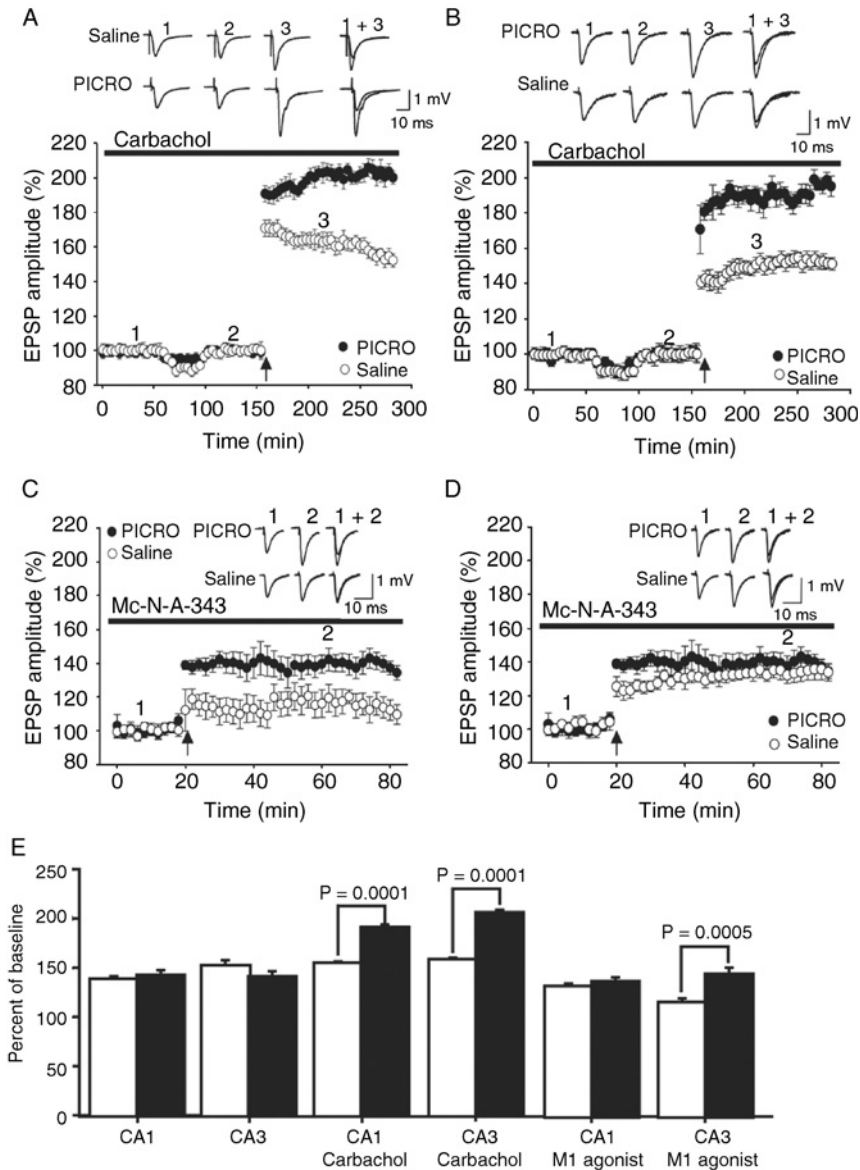 A
Saline
1
2
3
1 + 3
PICRO
1 mV
10 ms
Carbachol
EPSP amplitude (%)
220
200
180
160
140
120
100
80
1
2
3
PICRO
Saline
0
50
100
150
200
250
300
Time (min)
B
PICRO
1
2
3
1 + 3
Saline
1 mV
10 ms
Carbachol
EPSP amplitude (%)
220
200
180
160
140
120
100
80
1
2
3
PICRO
Saline
0
50
100
150
200
250
300
Time (min)
C
PICRO
Saline
PICRO
1
2
1 + 2
Saline
1 mV
10 ms
Mc-N-A-343
EPSP amplitude (%)
220
200
180
160
140
120
100
80
1
2
0
20
40
60
80
Time (min)
D
PICRO
1
2
1 + 2
Saline
1 mV
10 ms
Mc-N-A-343
EPSP amplitude (%)
220
200
180
160
140
120
100
80
1
2
PICRO
Saline
0
20
40
60
80
Time (min)
E
Percent of baseline
250
200
150
100
50
0
P = 0.0001
P = 0.0001
P = 0.0005
CA1
CA3
CA1
Carbachol
CA3
Carbachol
CA1
M1 agonist
CA3
M1 agonist